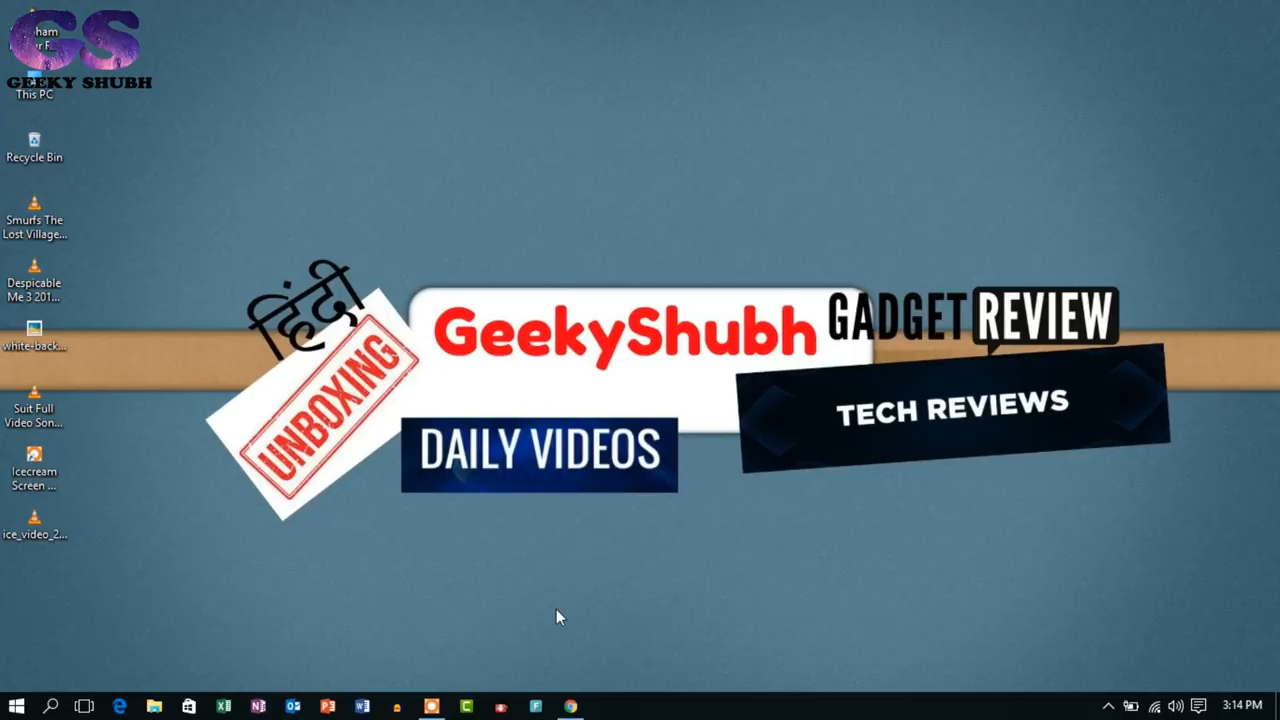 GS
GEEKY SHUBH
This PC
Recycle Bin
Smurfs The
Lost Village...
Despicable
Me 3 201...
white-back...
Suit Full
Video Son...
Icecream
Screen ...
ice_video_2...
हिंदी
UNBOXING
GeekyShubh
DAILY VIDEOS
GADGET REVIEW
TECH REVIEWS
3:14 PM